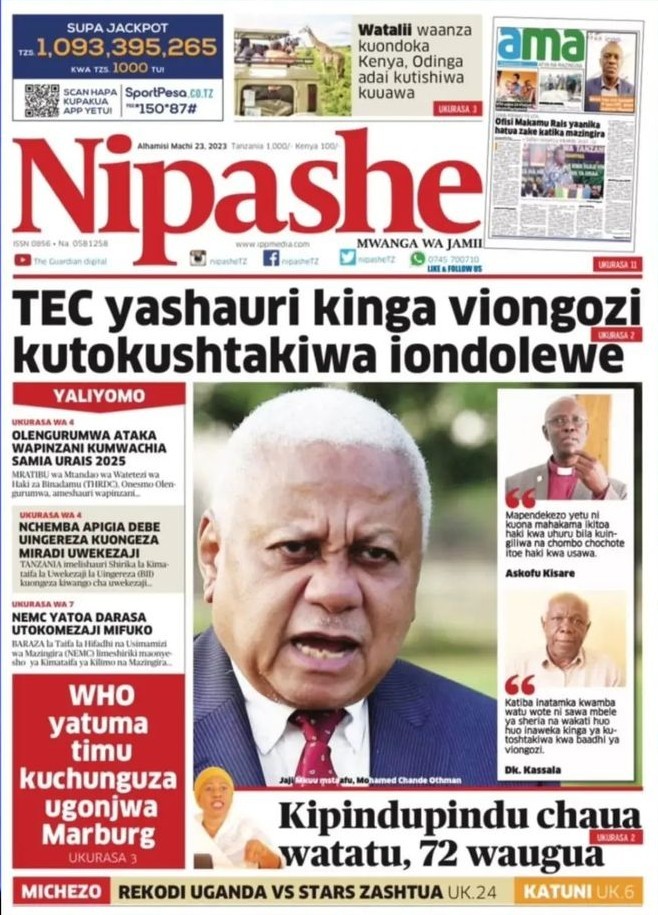 SUPA JACKPOT
TZS. 1,093,395,265
KWA TZS. 1000 TU!
SCAN HAPA
KUPAKUA
APP YETU!
SportPesa.CO.TZ
*150*87#
Watalii waanza
kuondoka
Kenya, Odinga
adai kutishiwa
kuuawa
UKURASA 3
ama
Ofisi Makamu Rais yaanika
hatua zake katika mazingira
UKURASA 11
Alhamisi Machi 23, 2023 Tanzania 1,000/- Kenya 100/-
Nipashe
ISSN 0856 • Na 0581258
www.ippmedia.com
MWANGA WA JAMII
The Guardian digital
nipasheTZ
nipasheTZ
nipasheTZ
0745 700710
LIKE & FOLLOW US
TEC yashauri kinga viongozi
kutokushtakiwa iondolewe
UKURASA 2
YALIYOMO
UKURASA WA 4
OLENGURUMWA ATAKA
WAPINZANI KUMWACHIA
SAMIA URAIS 2025
MRATIBU wa Mtandao wa Watetezi wa
Haki za Binadamu (THRDC), Onesmo Olen-
gurumwa, ameshauri wapinzani...
UKURASA WA 4
NCHEMBA APIGIA DEBE
UINGEREZA KUONGEZA
MIRADI UWEKEZAJI
TANZANIA imelishauri Shirika la Kima-
taifa la Uwekezaji la Uingereza (BII)
kuongeza kiwango cha uwekezaji...
UKURASA WA 7
NEMC YATOA DARASA
UTOKOMEZAJI MIFUKO
BARAZA la Taifa la Hifadhi na Usimamizi
wa Mazingira (NEMC) limeshiriki maonye-
sho ya Kimataifa ya Kilimo na Mazingira...
WHO
yatuma
timu
kuchunguza
ugonjwa
Marburg
UKURASA 3
Jaji Mkuu mstaafu, Mohamed Chande Othman
Mapendekezo yetu ni
kuona mahakama ikitoa
haki kwa uhuru bila kuin-
giliwa na chombo chochote
itoe haki kwa usawa.
Askofu Kisare
Katiba inatamka kwamba
watu wote ni sawa mbele
ya sheria na wakati huo
huo inaweka kinga ya ku-
toshtakiwa kwa baadhi ya
viongozi.
Dk. Kassala
Kipindupindu chaua
watatu, 72 waugua
UKURASA 2
MICHEZO REKODI UGANDA VS STARS ZASHTUA UK.24 KATUNI UK.6